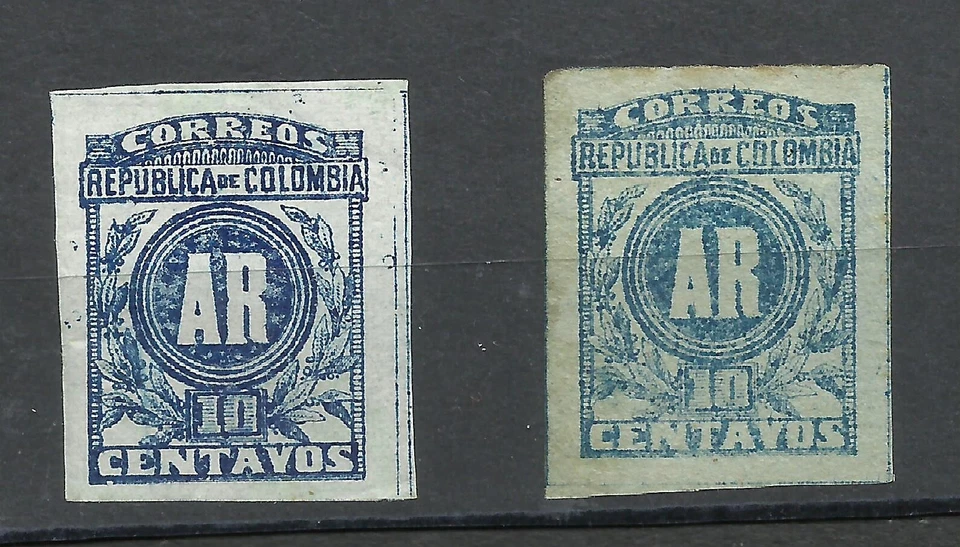 CORREOS
REPUBLICA DE COLOMBIA
AR
10
CENTAVOS
CORREOS
REPUBLICA DE COLOMBIA
AR
10
CENTAVOS